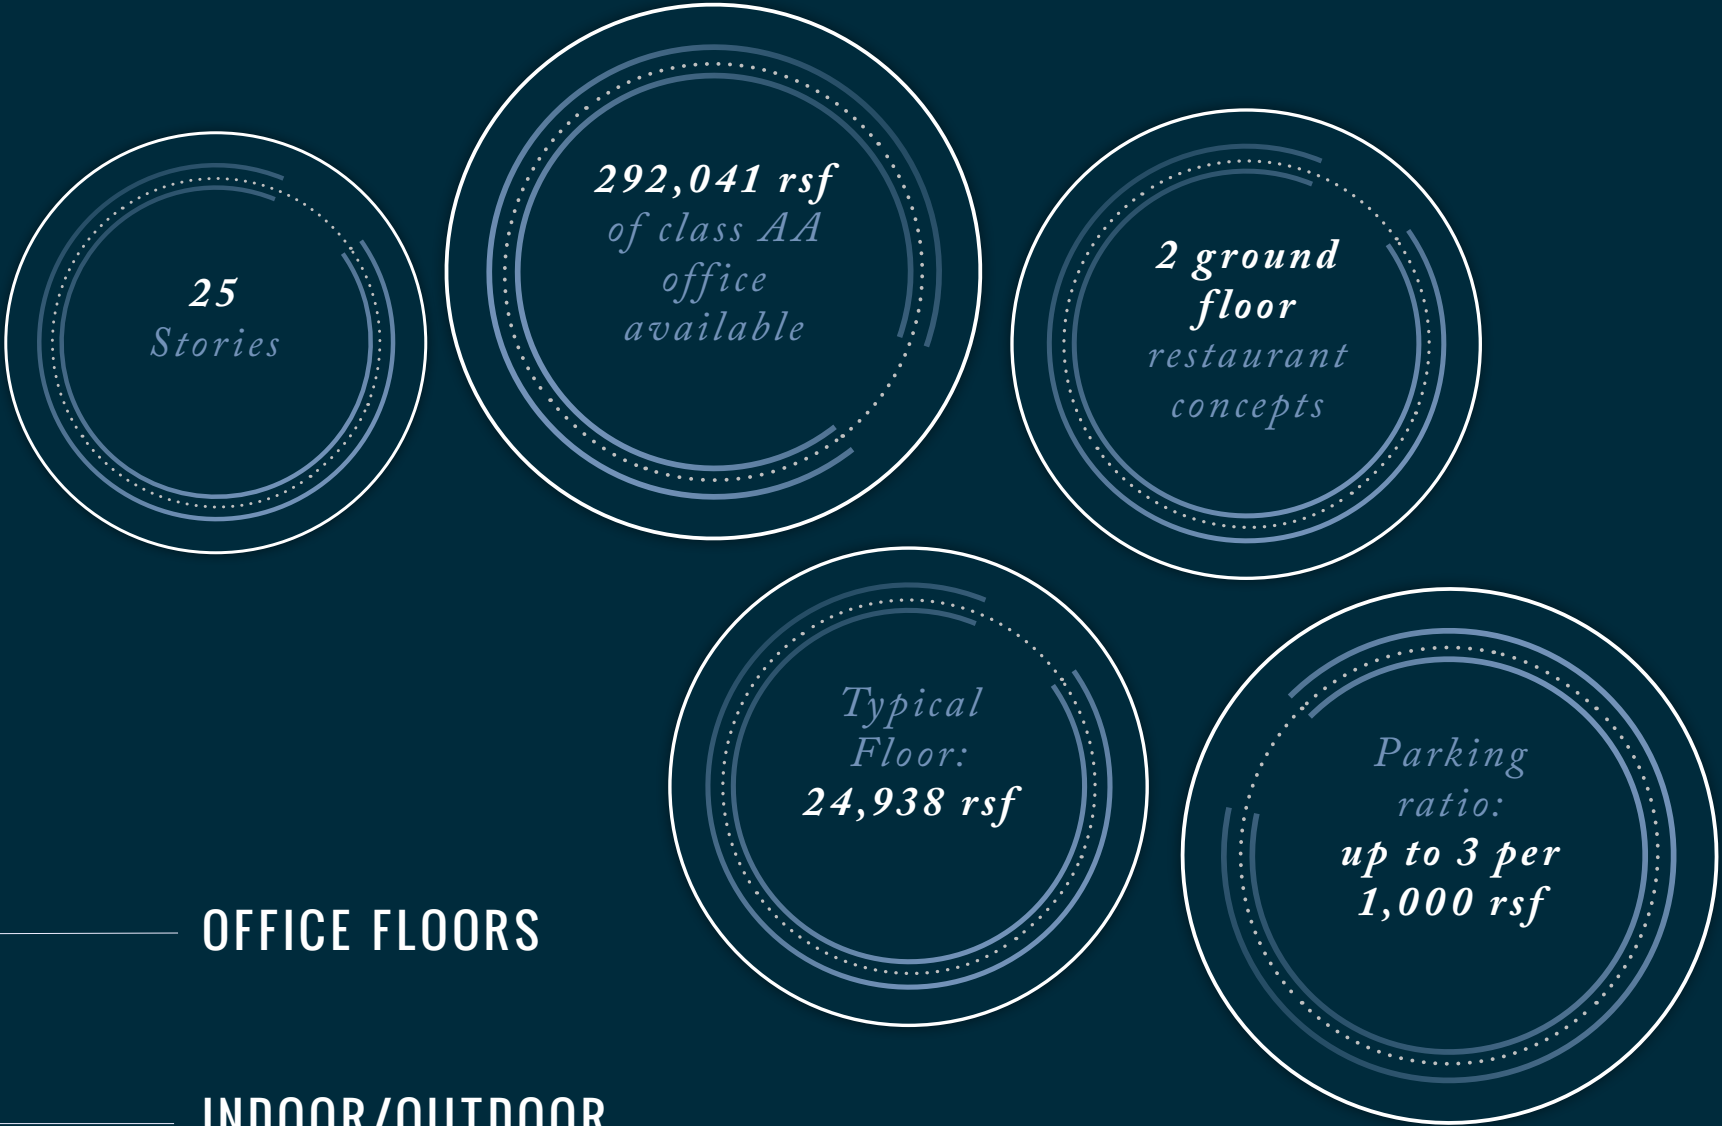 25
Stories
292,041 rsf
of class AA
office
available
2 ground
floor
restaurant
concepts
Typical
Floor:
24,938 rsf
Parking
ratio:
up to 3 per
1,000 rsf
OFFICE FLOORS
INDOOR/OUTDOOR